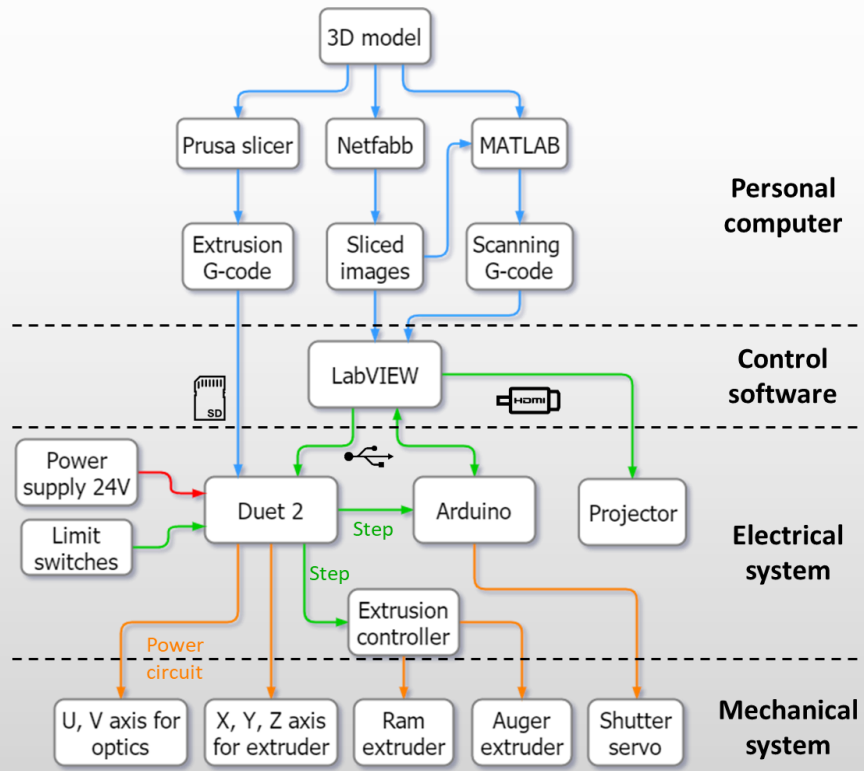 3D model
Prusa slicer
Netfabb
MATLAB
Personal
computer
Extrusion
G-code
Sliced
images
Scanning
G-code
LabVIEW
Control
software
SD
HDMI
Power
supply 24V
Duet 2
Arduino
Projector
Step
Limit
switches
Electrical
system
Step
Extrusion
controller
Power
circuit
U, V axis for
optics
X, Y, Z axis
for extruder
Ram
extruder
Auger
extruder
Shutter
servo
Mechanical
system